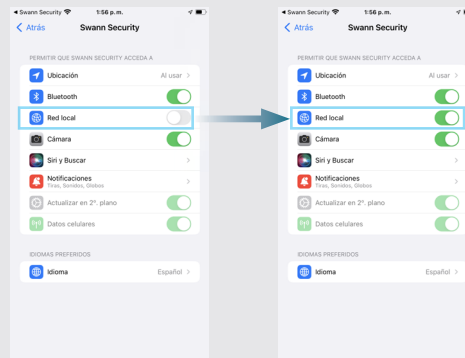 Swann Security
1:56 p. m.
Atrás
Swann Security
PERMITIR QUE SWANN SECURITY ACCEDA A
Ubicación
Al usar
Bluetooth
Red local
Cámara
Siri y Buscar
Notificaciones
Tiras, Sonidos, Globos
Actualizar en 2º. plano
Datos celulares
IDIOMAS PREFERIDOS
Idioma
Español
Swann Security
1:56 p. m.
Atrás
Swann Security
PERMITIR QUE SWANN SECURITY ACCEDA A
Ubicación
Al usar
Bluetooth
Red local
Cámara
Siri y Buscar
Notificaciones
Tiras, Sonidos, Globos
Actualizar en 2º. plano
Datos celulares
IDIOMAS PREFERIDOS
Idioma
Español